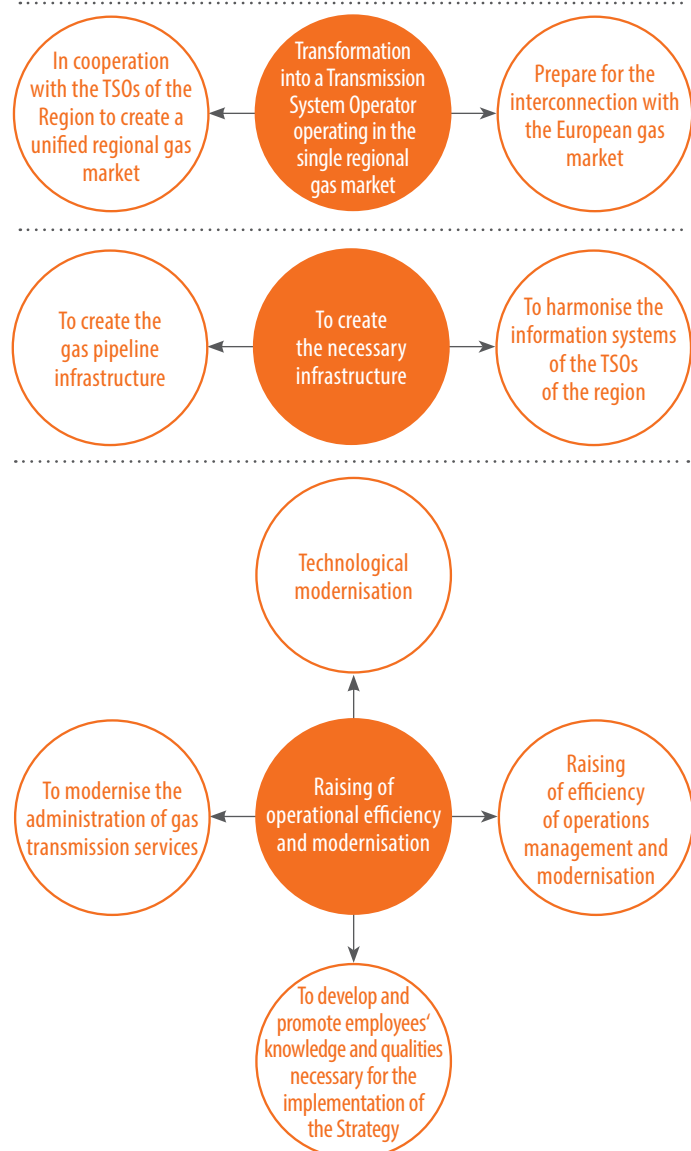 In cooperation
with the TSOs of the
Region to create a
unified regional gas
market
Transformation
into a Transmission
System Operator
operating in the
single regional
gas market
Prepare for the
interconnection with
the European gas
market
To create the
gas pipeline
infrastructure
To create
the necessary
infrastructure
To harmonise the
information systems
of the TSOs
of the region
Technological
modernisation
To modernise the
administration of gas
transmission services
Raising of
operational efficiency
and modernisation
Raising
of efficiency
of operations
management and
modernisation
To develop and
promote employees‘
knowledge and qualities
necessary for the
implementation of
the Strategy